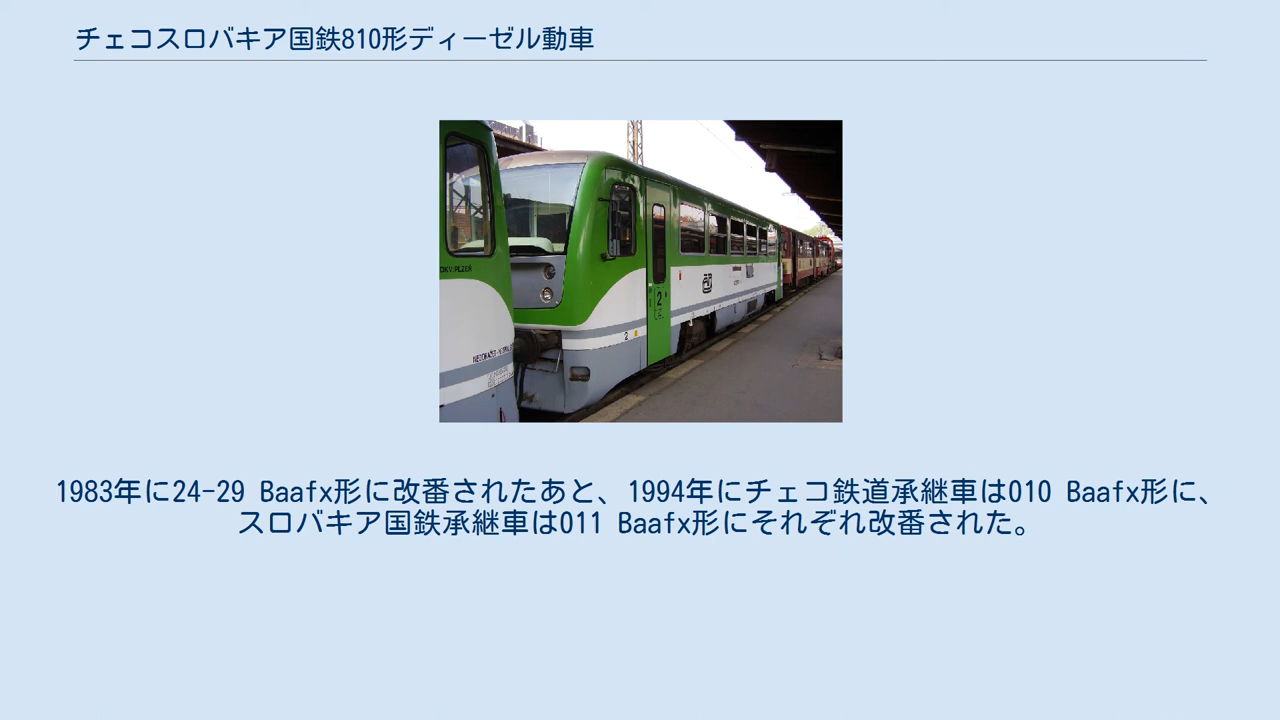 チェコスロバキア国鉄810形ディーゼル動車
DKV PLZEŇ
2
2
1983年に24-29 Baafx形に改番されたあと、1994年にチェコ鉄道承継車は010 Baafx形に、
スロバキア国鉄承継車は011 Baafx形にそれぞれ改番された。